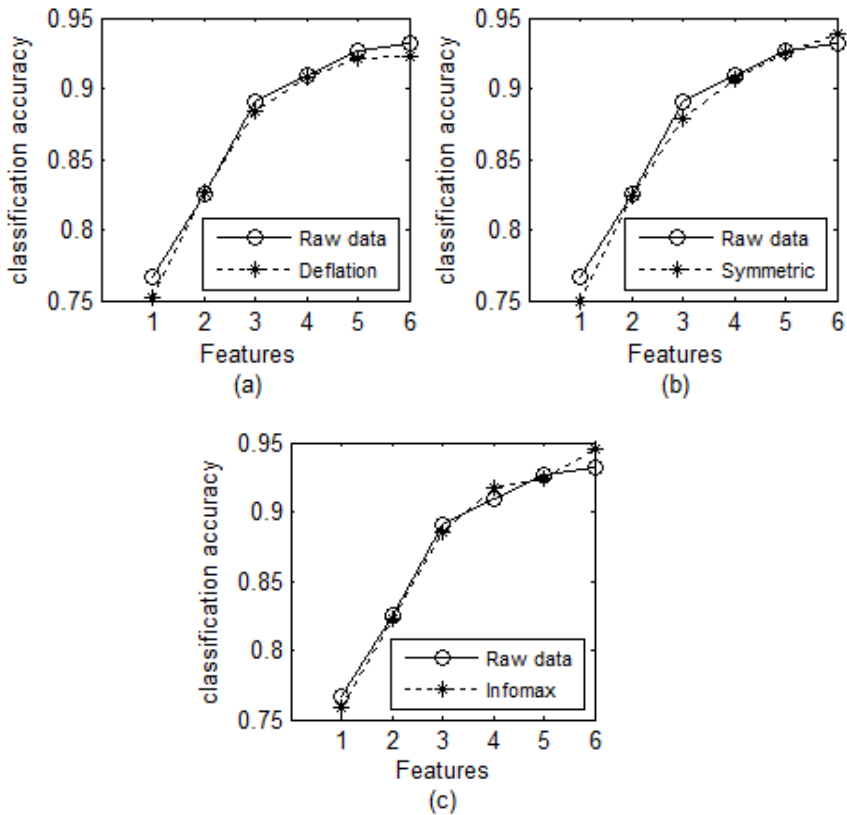 0.95
0.9
0.85
0.8
0.75
classification accuracy
Raw data
Deflation
1 2 3 4 5 6
Features
(a)
0.95
0.9
0.85
0.8
0.75
classification accuracy
Raw data
Symmetric
1 2 3 4 5 6
Features
(b)
0.95
0.9
0.85
0.8
0.75
classification accuracy
Raw data
Infomax
1 2 3 4 5 6
Features
(c)